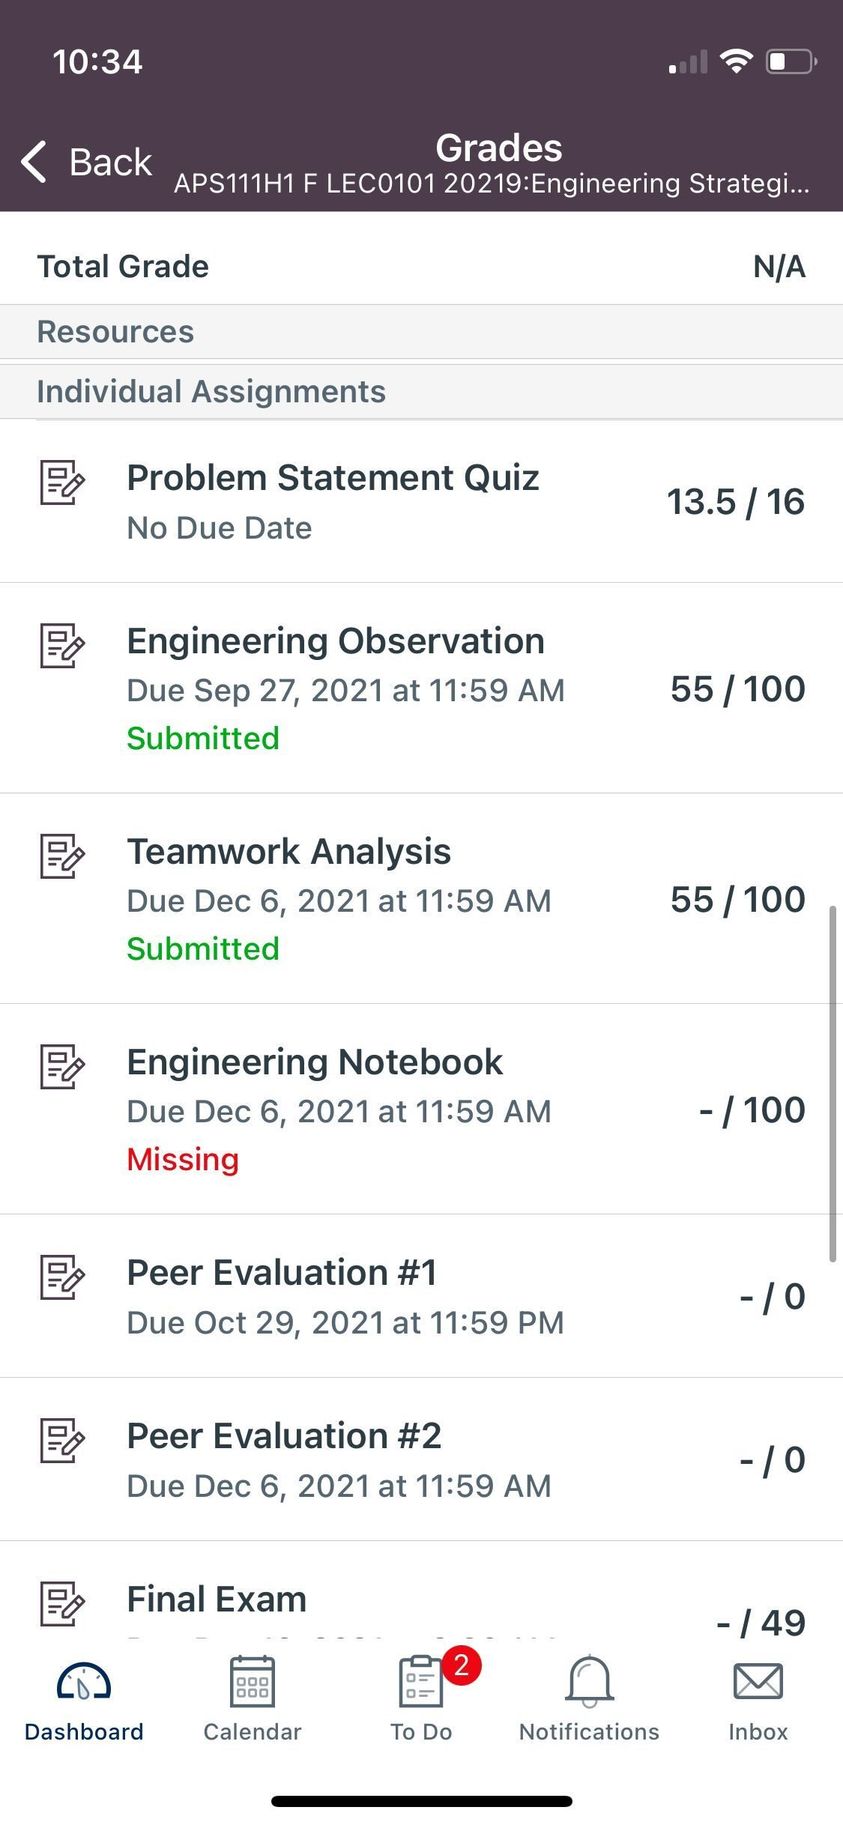 10:34
Back
Grades
APS111H1 F LEC0101 20219:Engineering Strategi...
Total Grade N/A
Resources
Individual Assignments
Problem Statement Quiz
No Due Date
13.5 / 16
Engineering Observation
Due Sep 27, 2021 at 11:59 AM
Submitted
55 / 100
Teamwork Analysis
Due Dec 6, 2021 at 11:59 AM
Submitted
55 / 100
Engineering Notebook
Due Dec 6, 2021 at 11:59 AM
Missing
- / 100
Peer Evaluation #1
Due Oct 29, 2021 at 11:59 PM
- / 0
Peer Evaluation #2
Due Dec 6, 2021 at 11:59 AM
- / 0
Final Exam
- / 49
2
Dashboard Calendar To Do Notifications Inbox